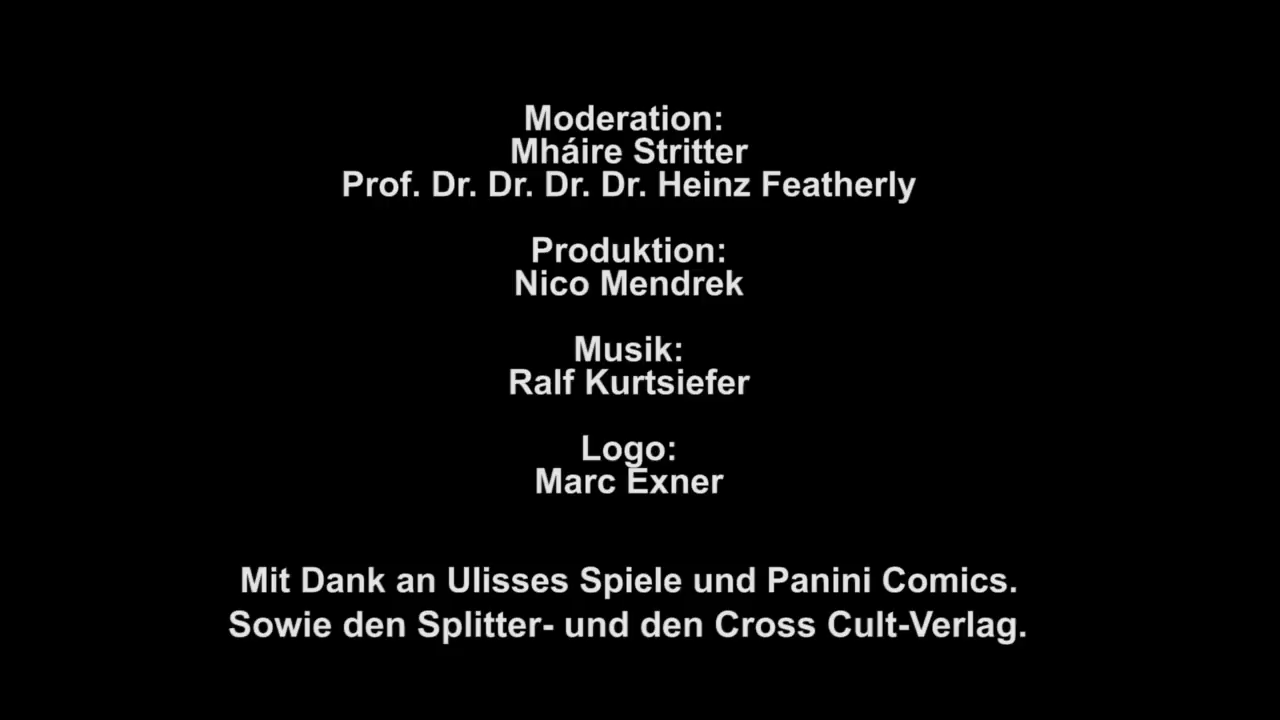 Moderation:
Mháire Stritter
Prof. Dr. Dr. Dr. Dr. Heinz Featherly
Produktion:
Nico Mendrek
Musik:
Ralf Kurtsiefer
Logo:
Marc Exner
Mit Dank an Ulisses Spiele und Panini Comics.
Sowie den Splitter- und den Cross Cult-Verlag.